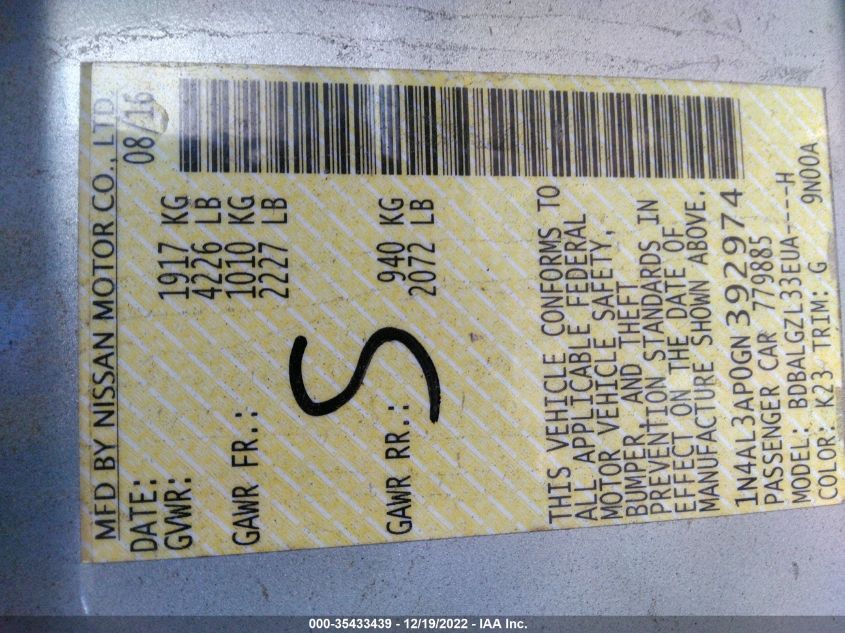 MFD BY NISSAN MOTOR CO., LTD.
DATE: 08/16
GVWR: 1917 KG
4226 LB
GAWR FR.: 1010 KG
2227 LB
S
GAWR RR.: 940 KG
2072 LB
THIS VEHICLE CONFORMS TO
ALL APPLICABLE FEDERAL
MOTOR VEHICLE SAFETY,
BUMPER, AND THEFT
PREVENTION STANDARDS IN
EFFECT ON THE DATE OF
MANUFACTURE SHOWN ABOVE.
1N4AL3AP0GN392974
PASSENGER CAR 779885
MODEL: BDBALGZL33EUA----H
COLOR: K23 TRIM: G 9N00A
000-35433439 - 12/19/2022 - IAA Inc.